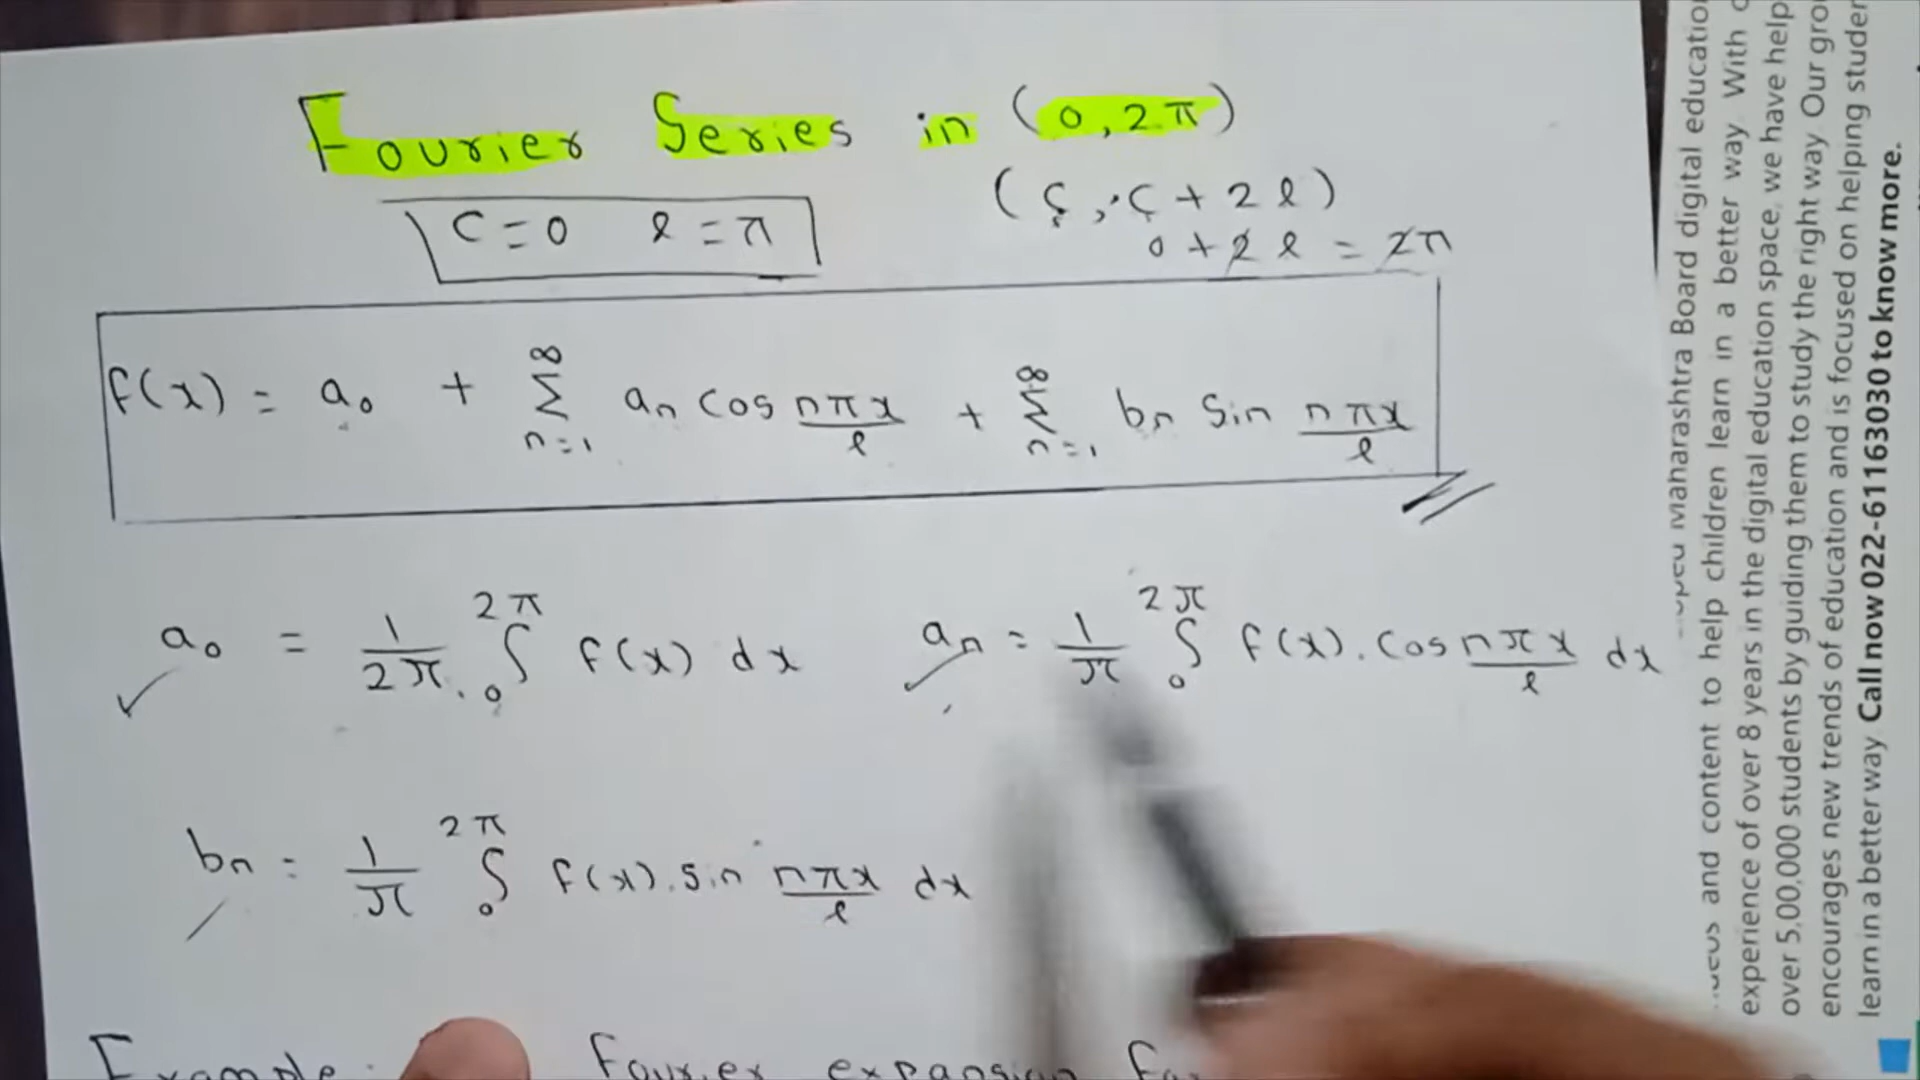 Fourier Series in (0, 2π)
C=0 l=π
(c, c+2l)
0+2l = 2π
f(x) = a₀ + ∞Σn=1 aₙ cos nπx/l + ∞Σn=1 bₙ sin nπx/l
a₀ = 1/2π ∫₀^2π f(x) dx
aₙ = 1/π ∫₀^2π f(x). cos nπx/l dx
bₙ = 1/π ∫₀^2π f(x). sin nπx/l dx
Example Fourier expansion
Maharashtra Board digital education
and content to help children learn in a better way. With
experience of over 8 years in the digital education space, we have help
over 5,00,000 students by guiding them to study the right way. Our
encourages new trends of education and is focused on helping
learn in a better way. Call now 022-61163030 to know more.